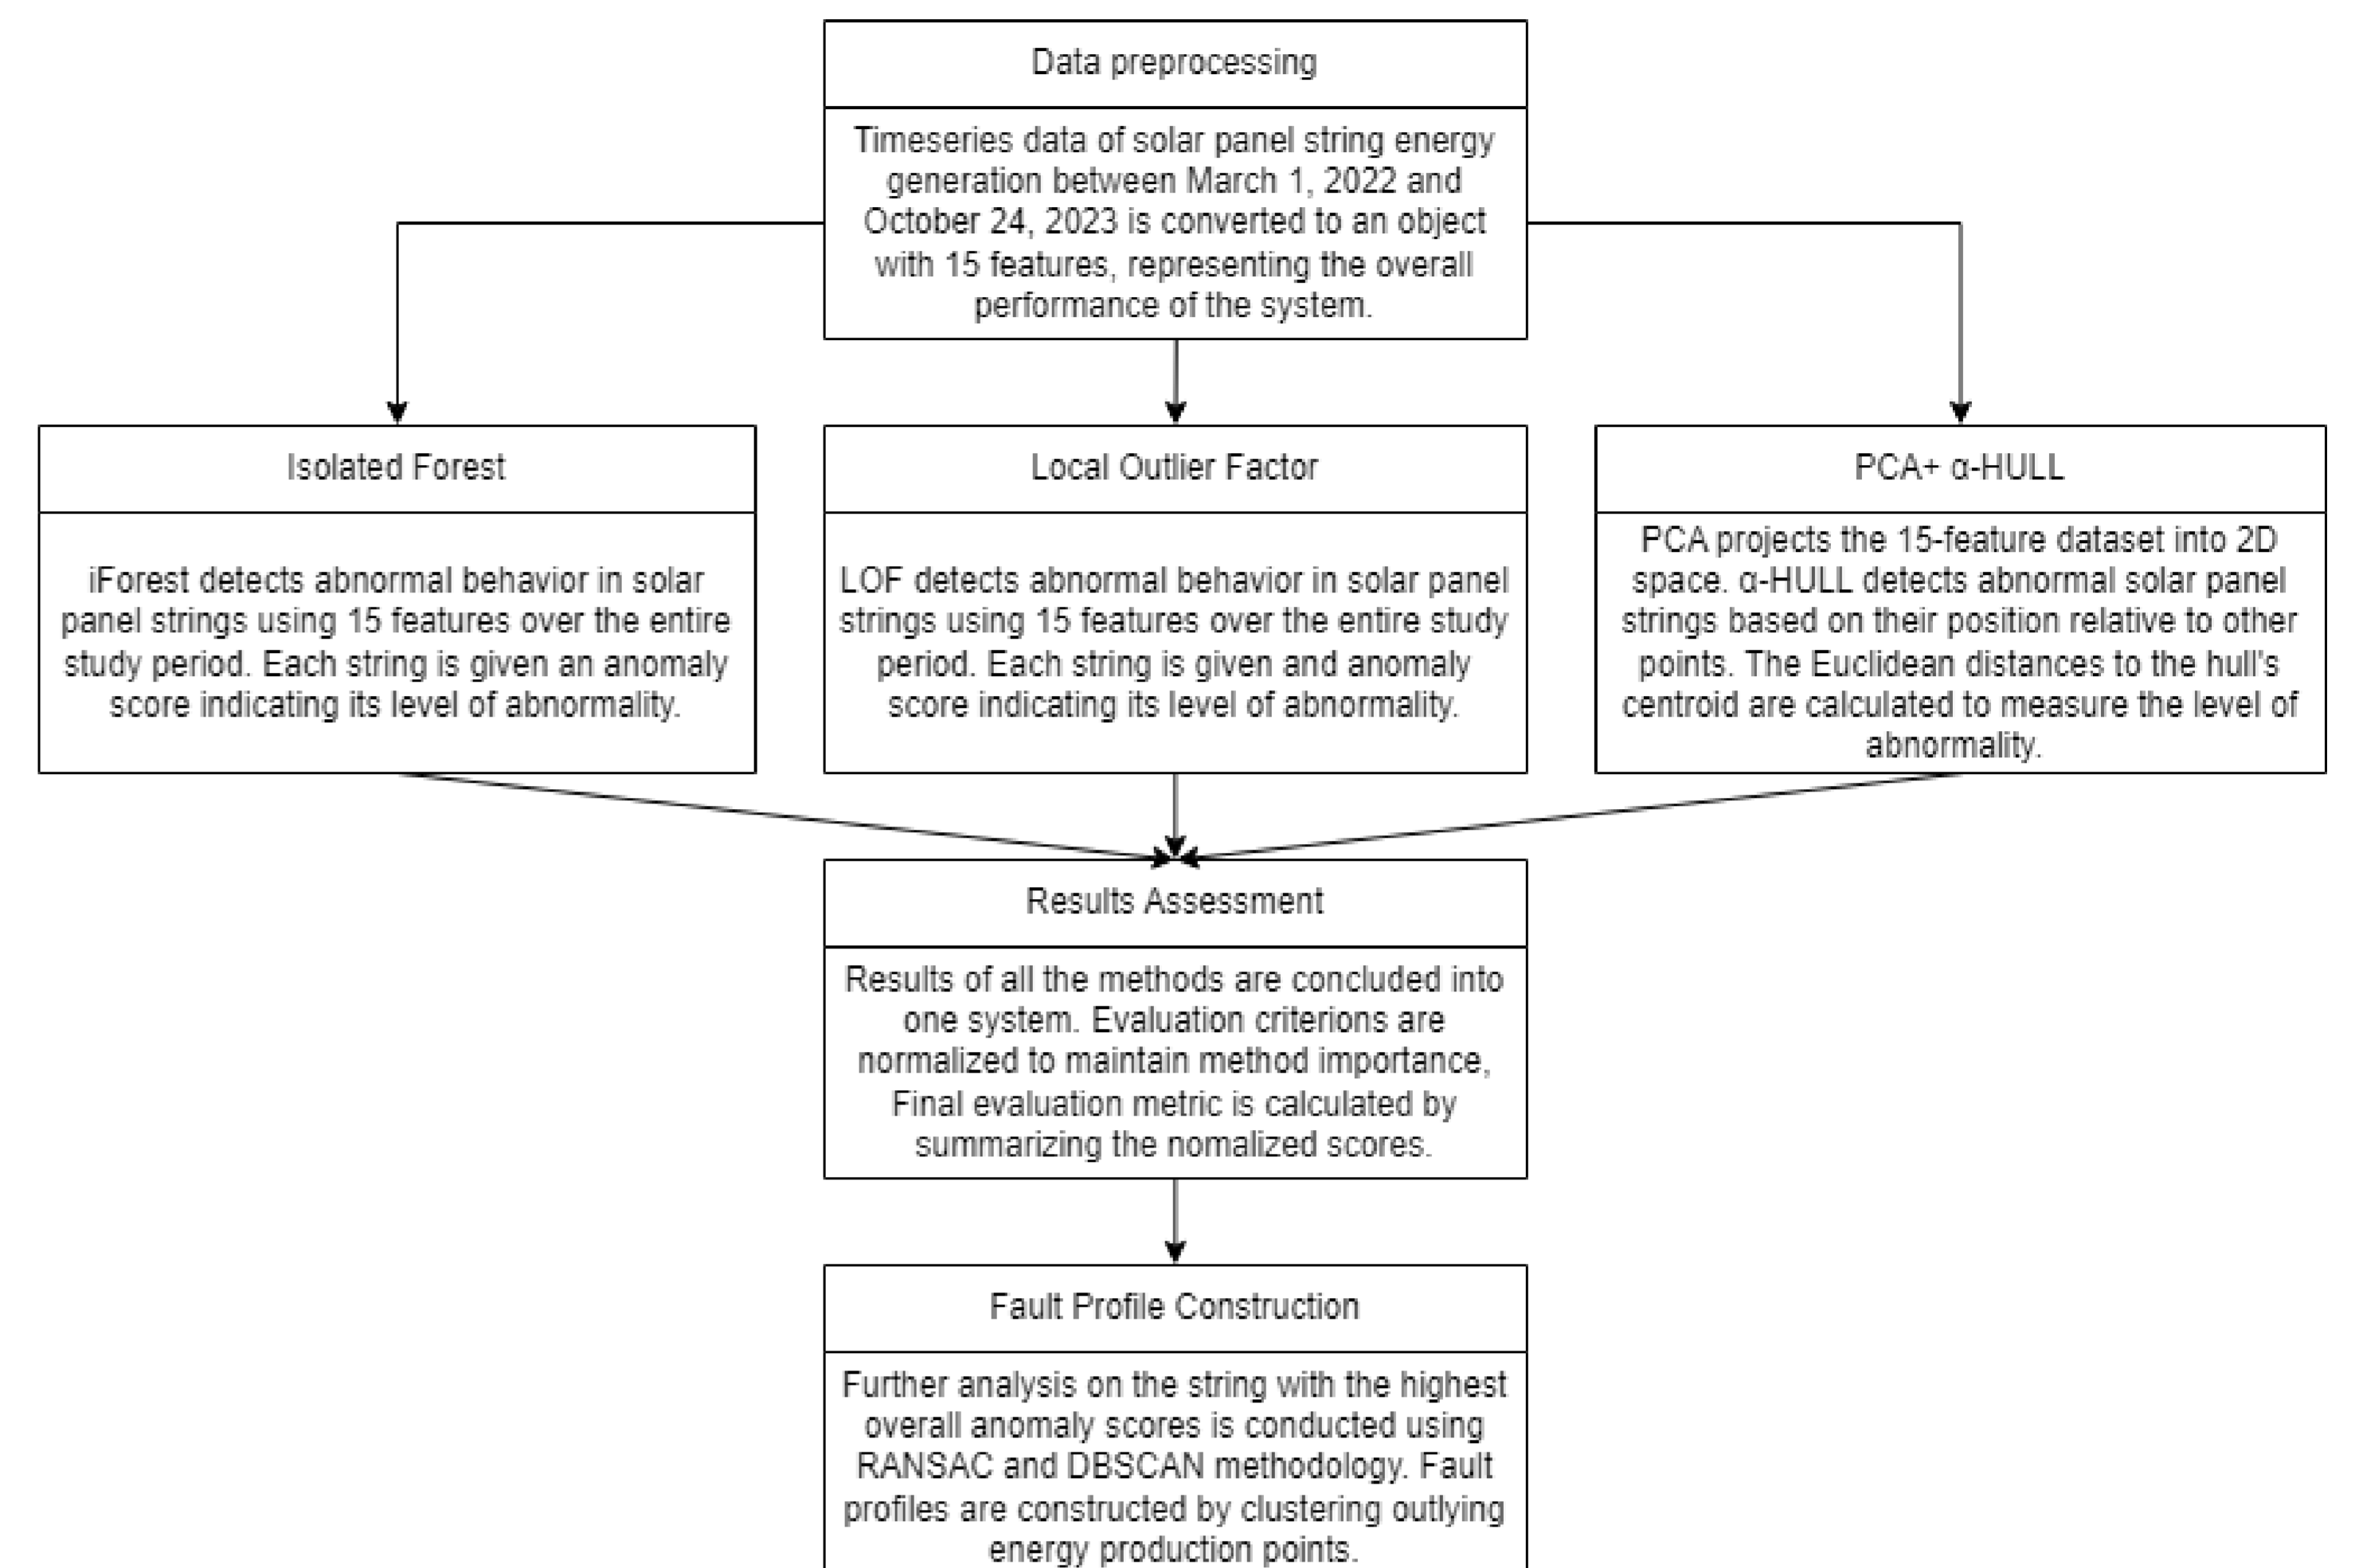 Data preprocessing
Timeseries data of solar panel string energy
generation between March 1, 2022 and
October 24, 2023 is converted to an object
with 15 features, representing the overall
performance of the system.
Isolated Forest
iForest detects abnormal behavior in solar
panel strings using 15 features over the entire
study period. Each string is given an anomaly
score indicating its level of abnormality.
Local Outlier Factor
LOF detects abnormal behavior in solar panel
strings using 15 features over the entire study
period. Each string is given and anomaly
score indicating its level of abnormality.
PCA+ α-HULL
PCA projects the 15-feature dataset into 2D
space. α-HULL detects abnormal solar panel
strings based on their position relative to other
points. The Euclidean distances to the hull's
centroid are calculated to measure the level of
abnormality.
Results Assessment
Results of all the methods are concluded into
one system. Evaluation criterions are
normalized to maintain method importance,
Final evaluation metric is calculated by
summarizing the nomalized scores.
Fault Profile Construction
Further analysis on the string with the highest
overall anomaly scores is conducted using
RANSAC and DBSCAN methodology. Fault
profiles are constructed by clustering outlying
energy production points.